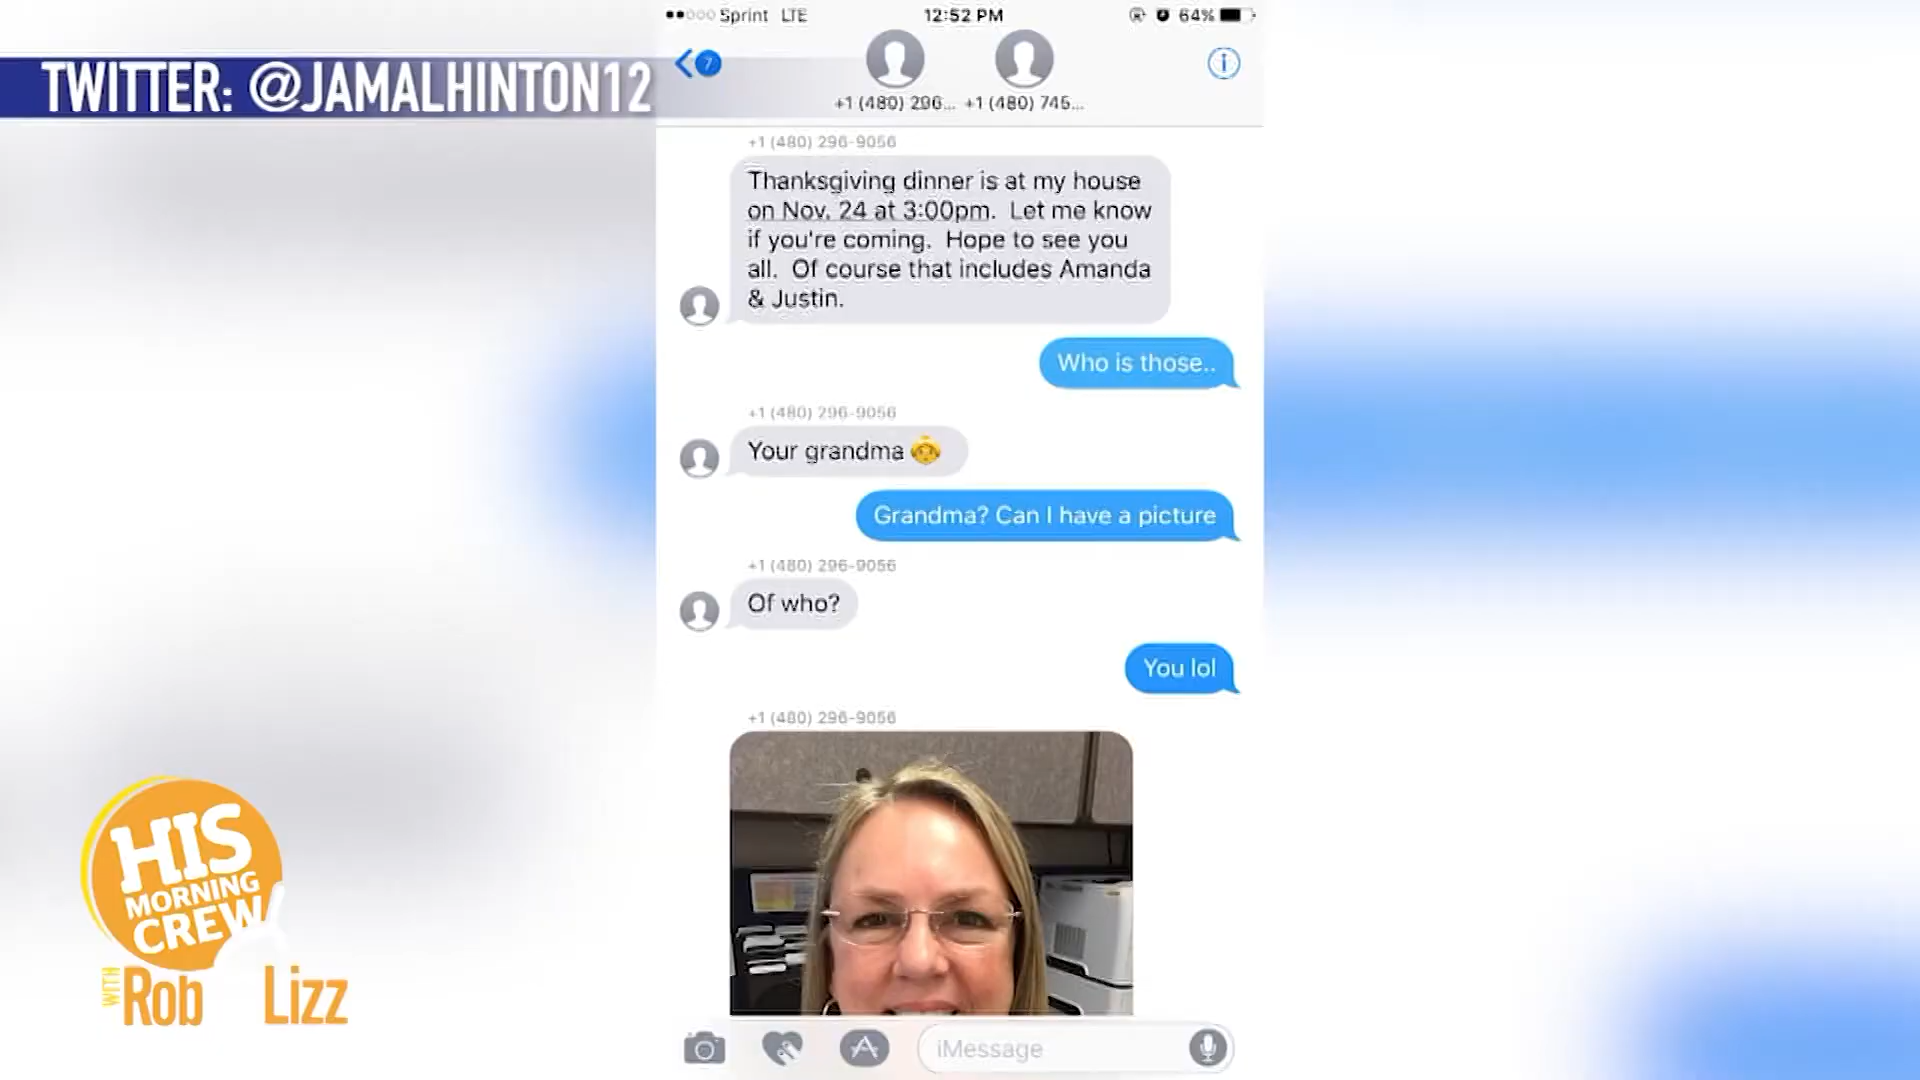 Sprint LTE 12:52 PM 64%
TWITTER: @JAMALHINTON12
7
+1 (480) 296... +1 (480) 745...
+1 (480) 296-9056
Thanksgiving dinner is at my house
on Nov. 24 at 3:00pm. Let me know
if you're coming. Hope to see you
all. Of course that includes Amanda
& Justin.
Who is those..
+1 (480) 296-9056
Your grandma
Grandma? Can I have a picture
+1 (480) 296-9056
Of who?
You lol
+1 (480) 296-9056
HIS
MORNING
CREW
WITH
Rob Lizz
iMessage